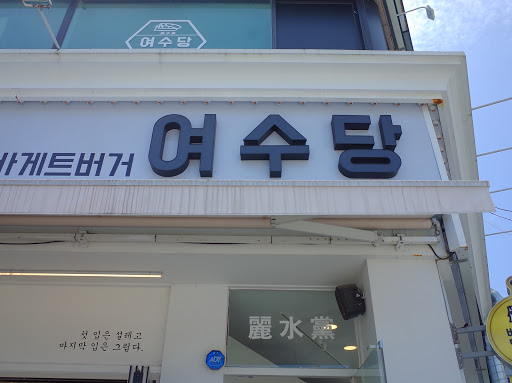 여수당
바게트버거 여수당
첫 입은 설레고
마지막 입은 그립다.
麗水黨
ADT